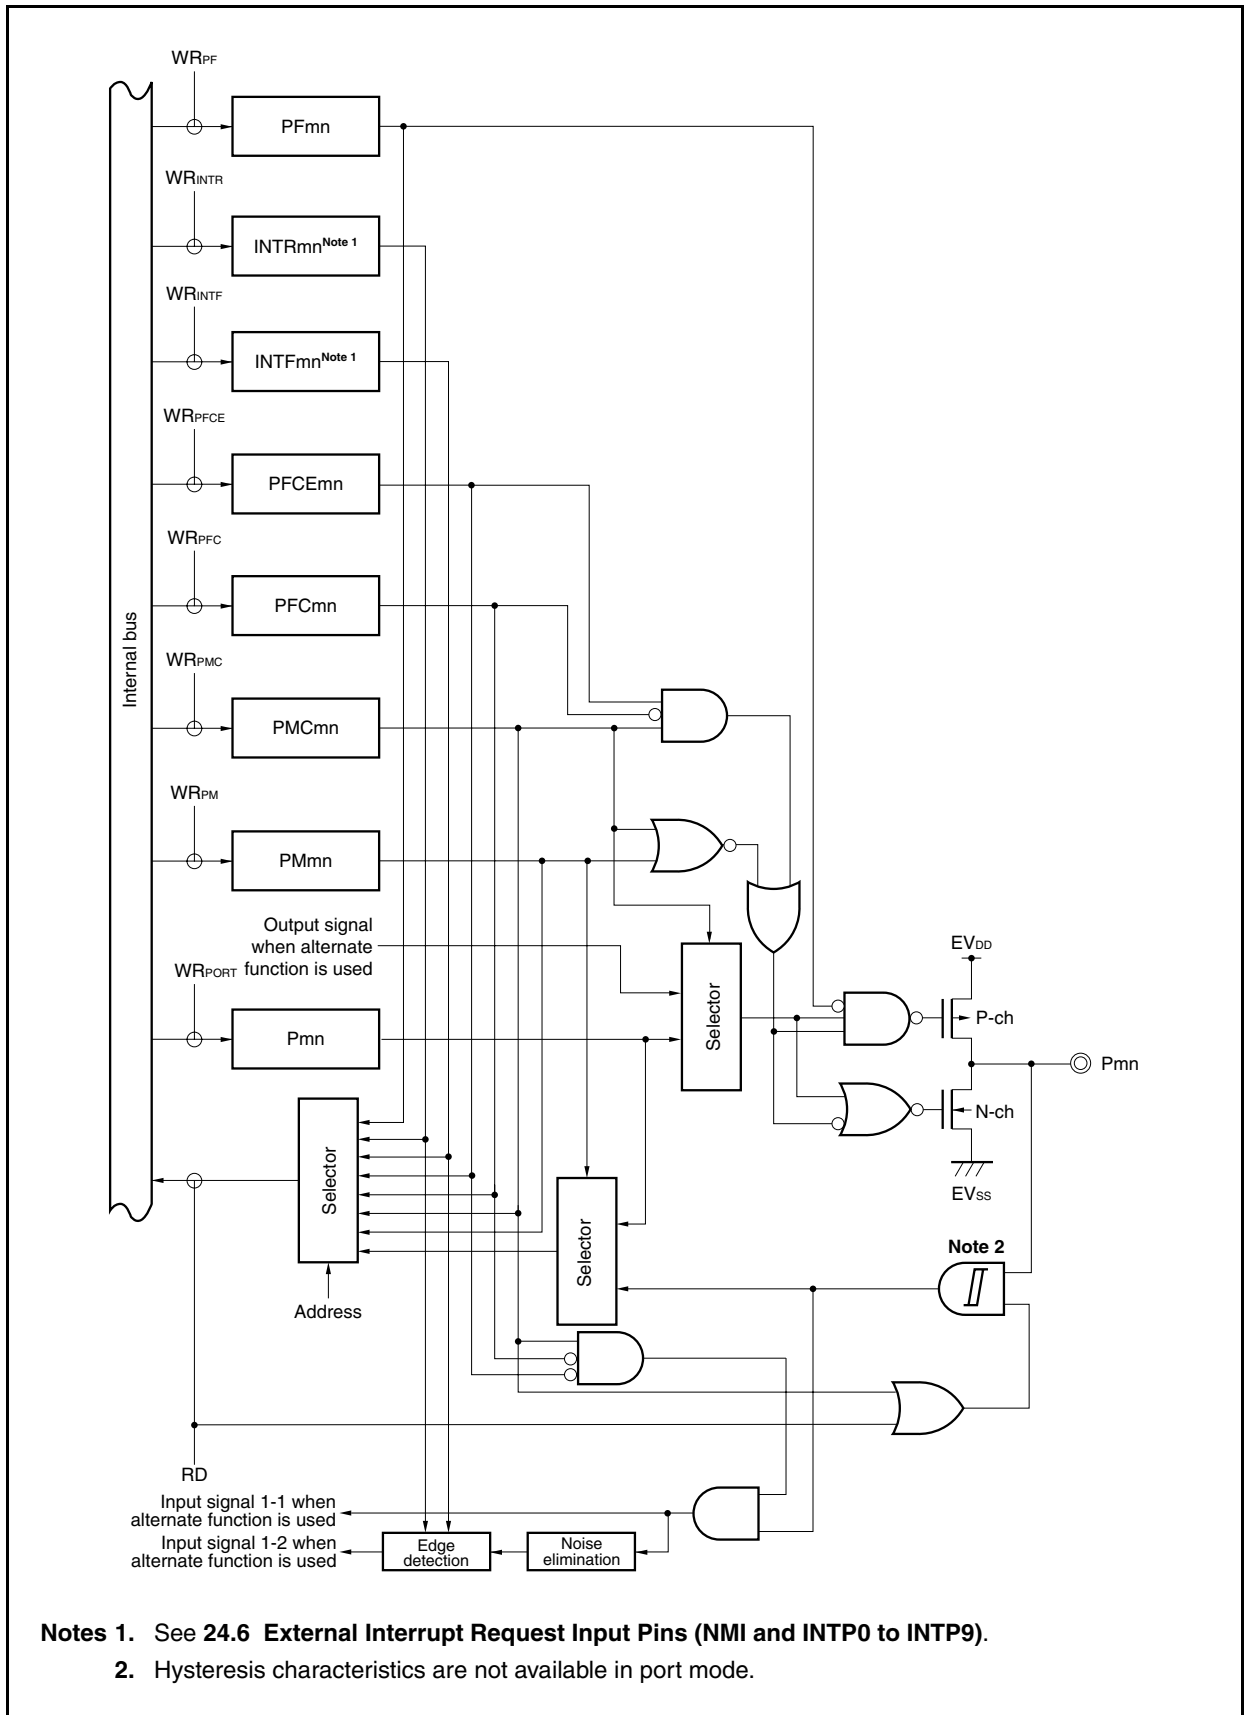 WRPF
PFmn
WRINTR
INTRmnNote 1
WRINTF
INTFmnNote 1
WRPFCE
PFCEmn
WRPFC
PFCmn
Internal bus
WRPMC
PMCmn
WRPM
PMmn
Output signal
when alternate
function is used
WRPORT
Pmn
Selector
EVDD
P-ch
Pmn
N-ch
EVSS
Selector
Selector
Address
Note 2
RD
Input signal 1-1 when
alternate function is used
Input signal 1-2 when
alternate function is used
Edge
detection
Noise
elimination
Notes 1. See 24.6 External Interrupt Request Input Pins (NMI and INTP0 to INTP9).
2. Hysteresis characteristics are not available in port mode.